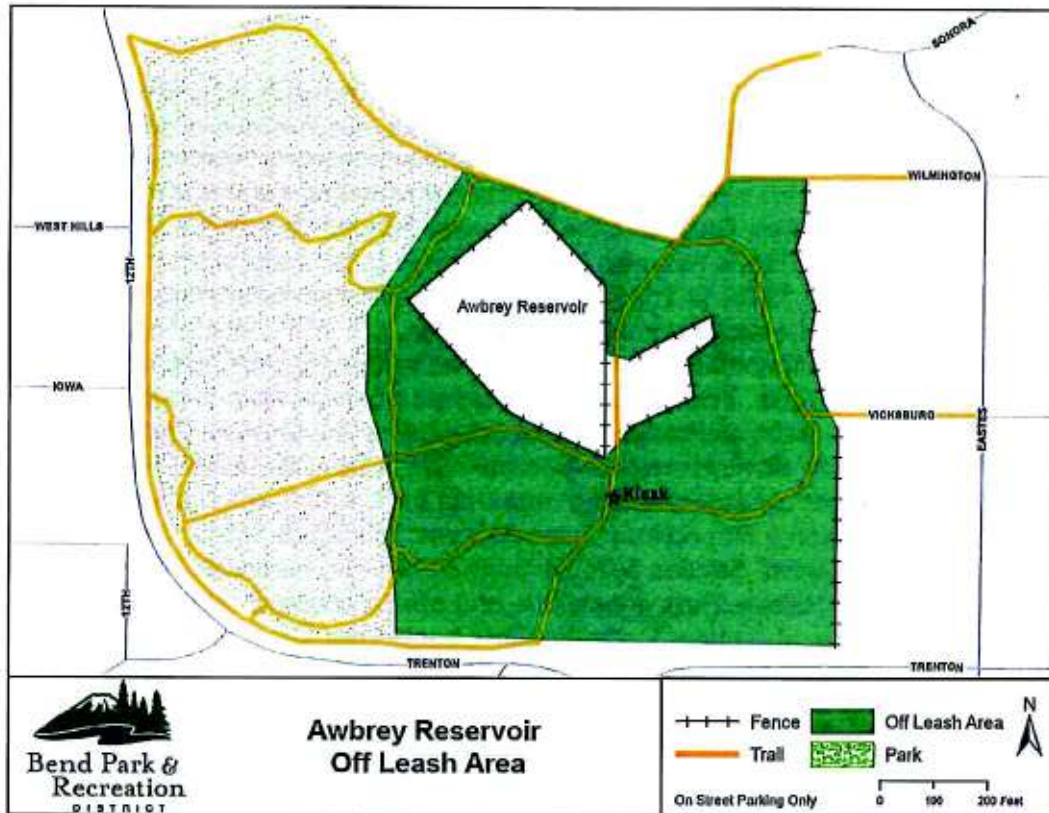 SONORA
WILMINGTON
WEST HILLS
12TH
Awbrey Reservoir
IOWA
VICKSBURG
EASTES
Kiosk
12TH
TRENTON
TRENTON
Bend Park &
Recreation
DISTRICT
Awbrey Reservoir
Off Leash Area
Fence
Off Leash Area
N
Trail
Park
On Street Parking Only
0 100 200 Feet